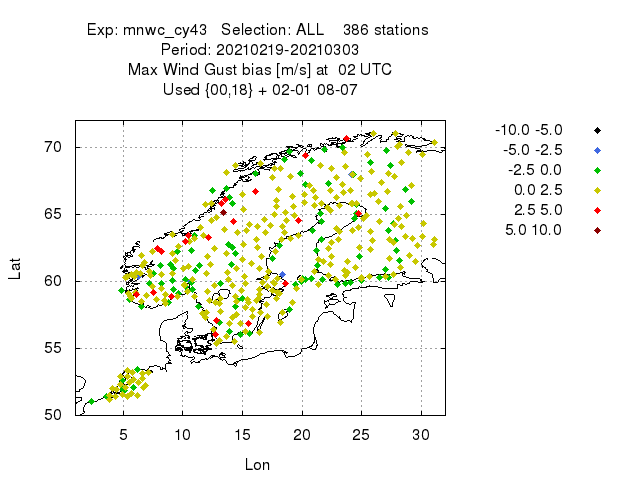 Exp: mnwc_cy43 Selection: ALL 386 stations
Period: 20210219-20210303
Max Wind Gust bias [m/s] at 02 UTC
Used {00,18} + 02-01 08-07
-10.0 -5.0
-5.0 -2.5
-2.5 0.0
0.0 2.5
2.5 5.0
5.0 10.0
70
65
60
55
50
Lat
5 10 15 20 25 30
Lon